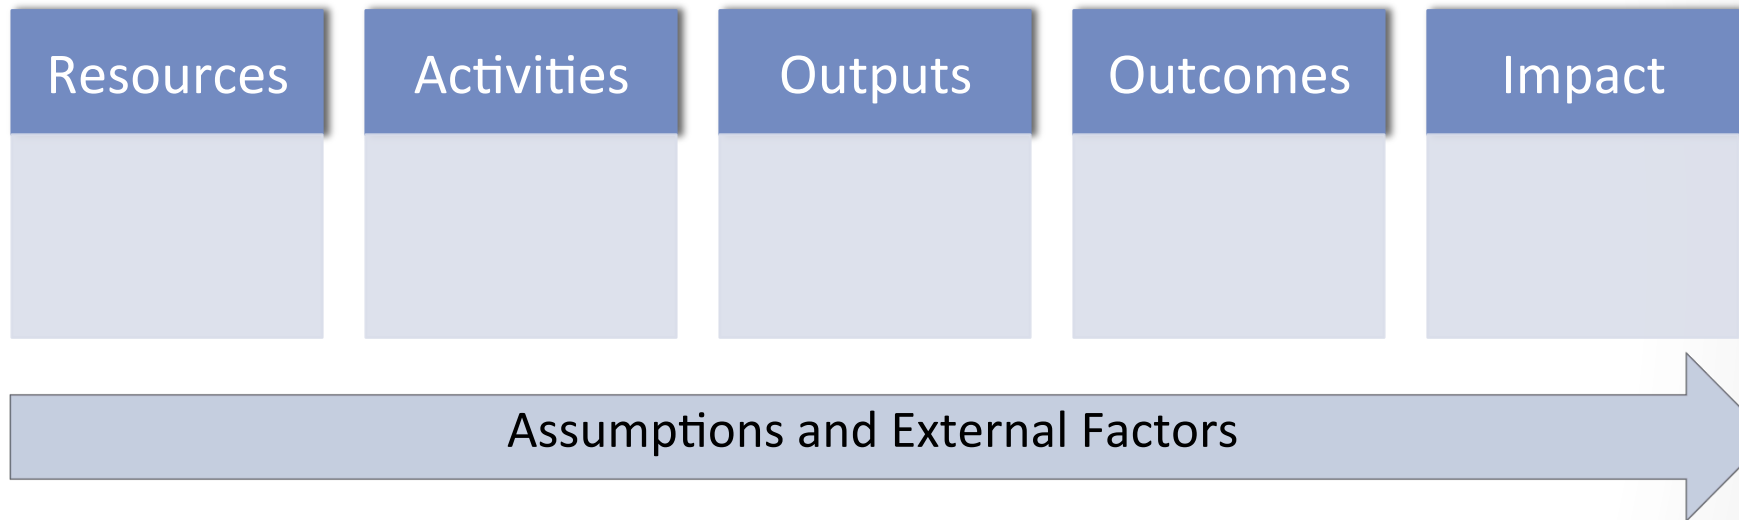 Resources
Activities
Outputs
Outcomes
Impact
Assumptions and External Factors